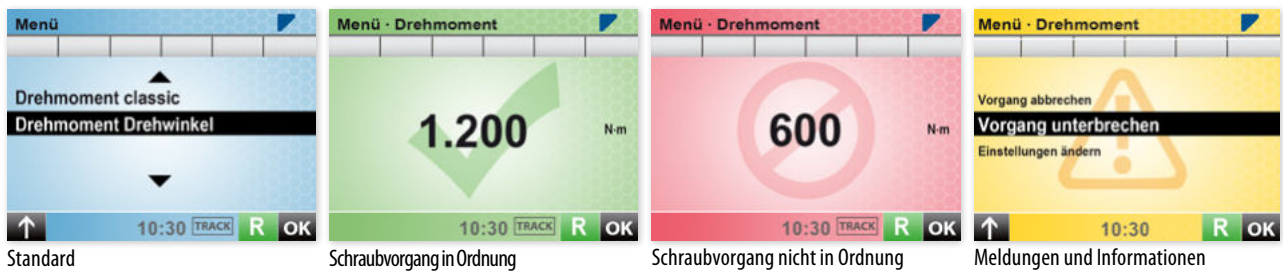 Menü
Drehmoment classic
Drehmoment Drehwinkel
10:30 TRACK R OK
Standard
Menü · Drehmoment
1.200 N·m
10:30 TRACK R OK
Schraubvorgang in Ordnung
Menü · Drehmoment
600 N·m
10:30 TRACK R OK
Schraubvorgang nicht in Ordnung
Menü · Drehmoment
Vorgang abbrechen
Vorgang unterbrechen
Einstellungen ändern
10:30 R OK
Meldungen und Informationen